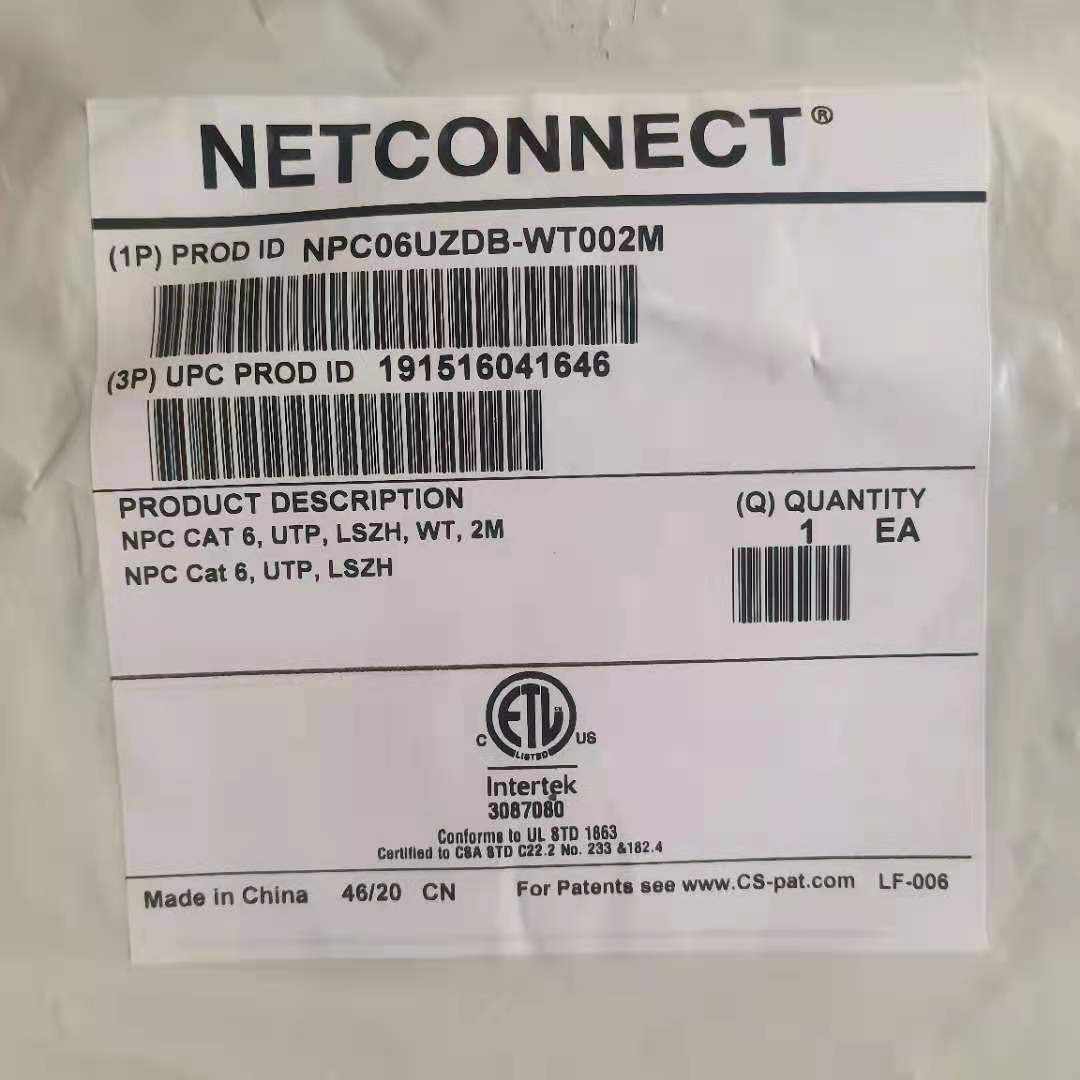 NETCONNECT®
(1P) PROD ID NPC06UZDB-WT002M
(3P) UPC PROD ID 191516041646
PRODUCT DESCRIPTION
NPC CAT 6, UTP, LSZH, WT, 2M
NPC Cat 6, UTP, LSZH
(Q) QUANTITY
1 EA
ETL
C LISTED US
Intertek
3087080
Conforms to UL STD 1863
Certified to CSA STD C22.2 No. 233 &182.4
Made in China 46/20 CN For Patents see www.CS-pat.com LF-006